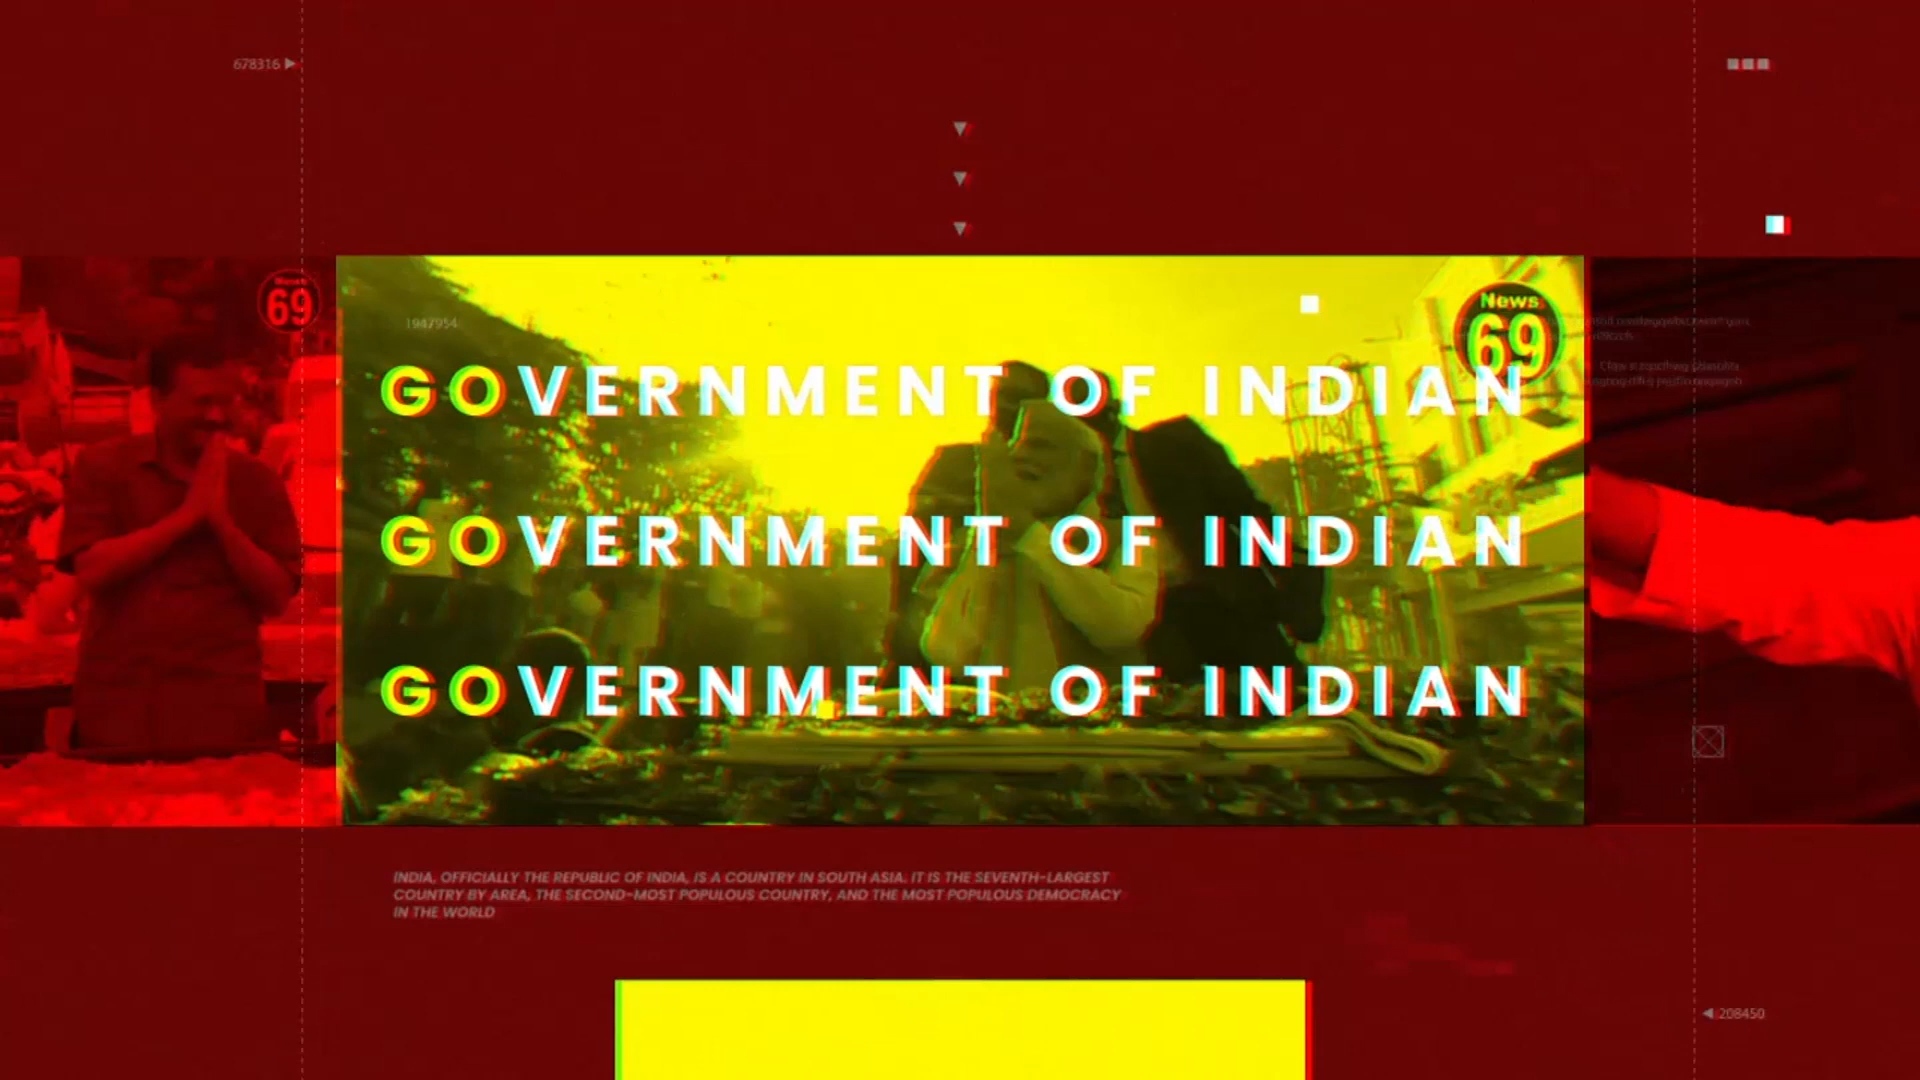 678316
News
69
1947954
News
69
GOVERNMENT OF INDIAN
GOVERNMENT OF INDIAN
GOVERNMENT OF INDIAN
INDIA, OFFICIALLY THE REPUBLIC OF INDIA, IS A COUNTRY IN SOUTH ASIA. IT IS THE SEVENTH-LARGEST
COUNTRY BY AREA, THE SECOND-MOST POPULOUS COUNTRY, AND THE MOST POPULOUS DEMOCRACY
IN THE WORLD
208450